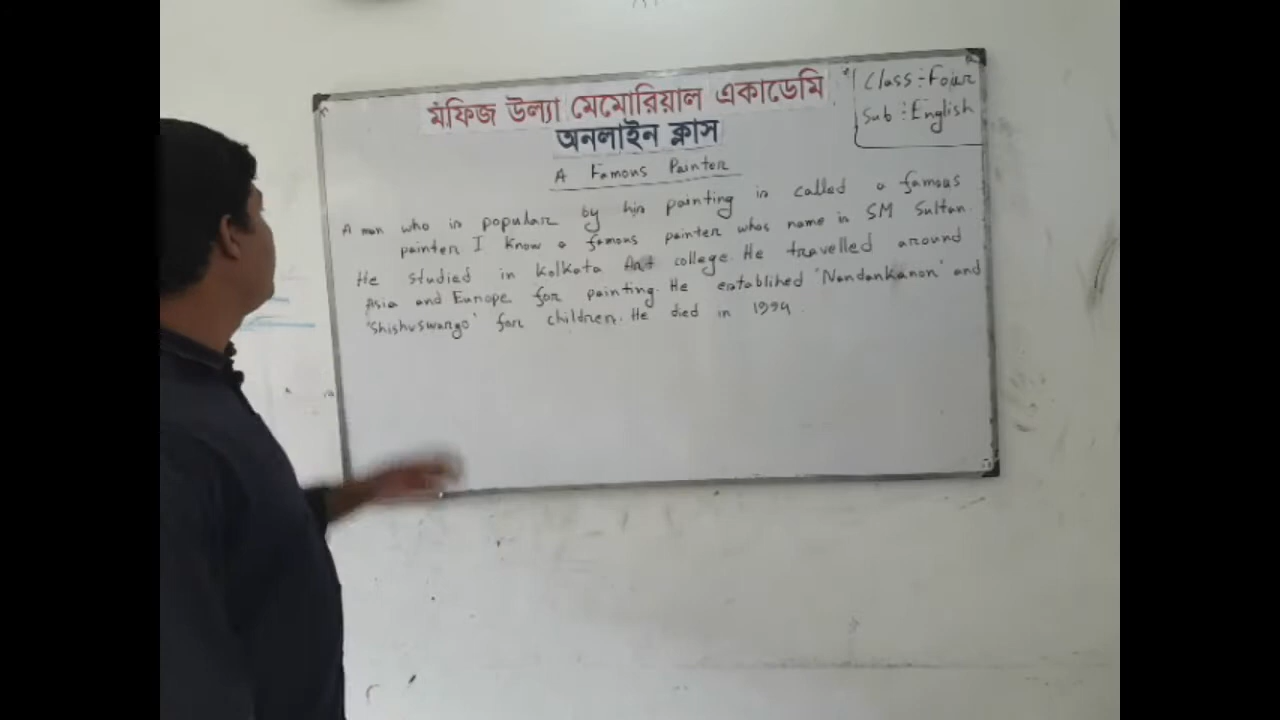 মফিজ উল্যা মেমোরিয়াল একাডেমি
অনলাইন ক্লাস
Class : Four
Sub : English
A Famous Painter
A man who is popular by his painting is called a famous
painter. I know a famous painter whos name is SM Sultan.
He studied in Kolkata Art college. He travelled around
Asia and Europe for painting. He establihed 'Nandankanon' and
'Shishuswargo' for children. He died in 1994